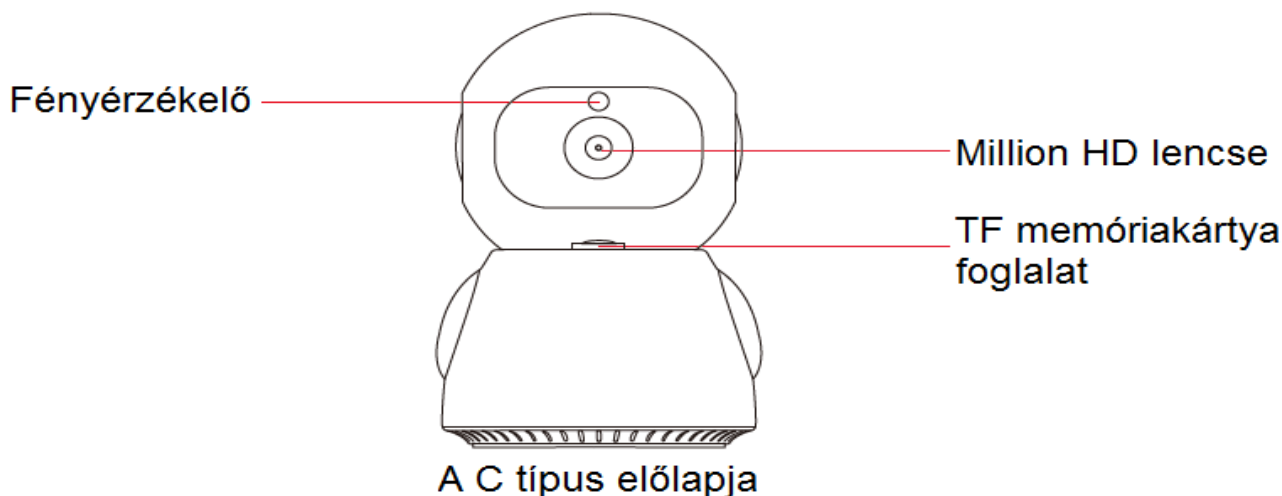 Fényérzékelő
Million HD lencse
TF memóriakártya
foglalat
A C típus előlapja